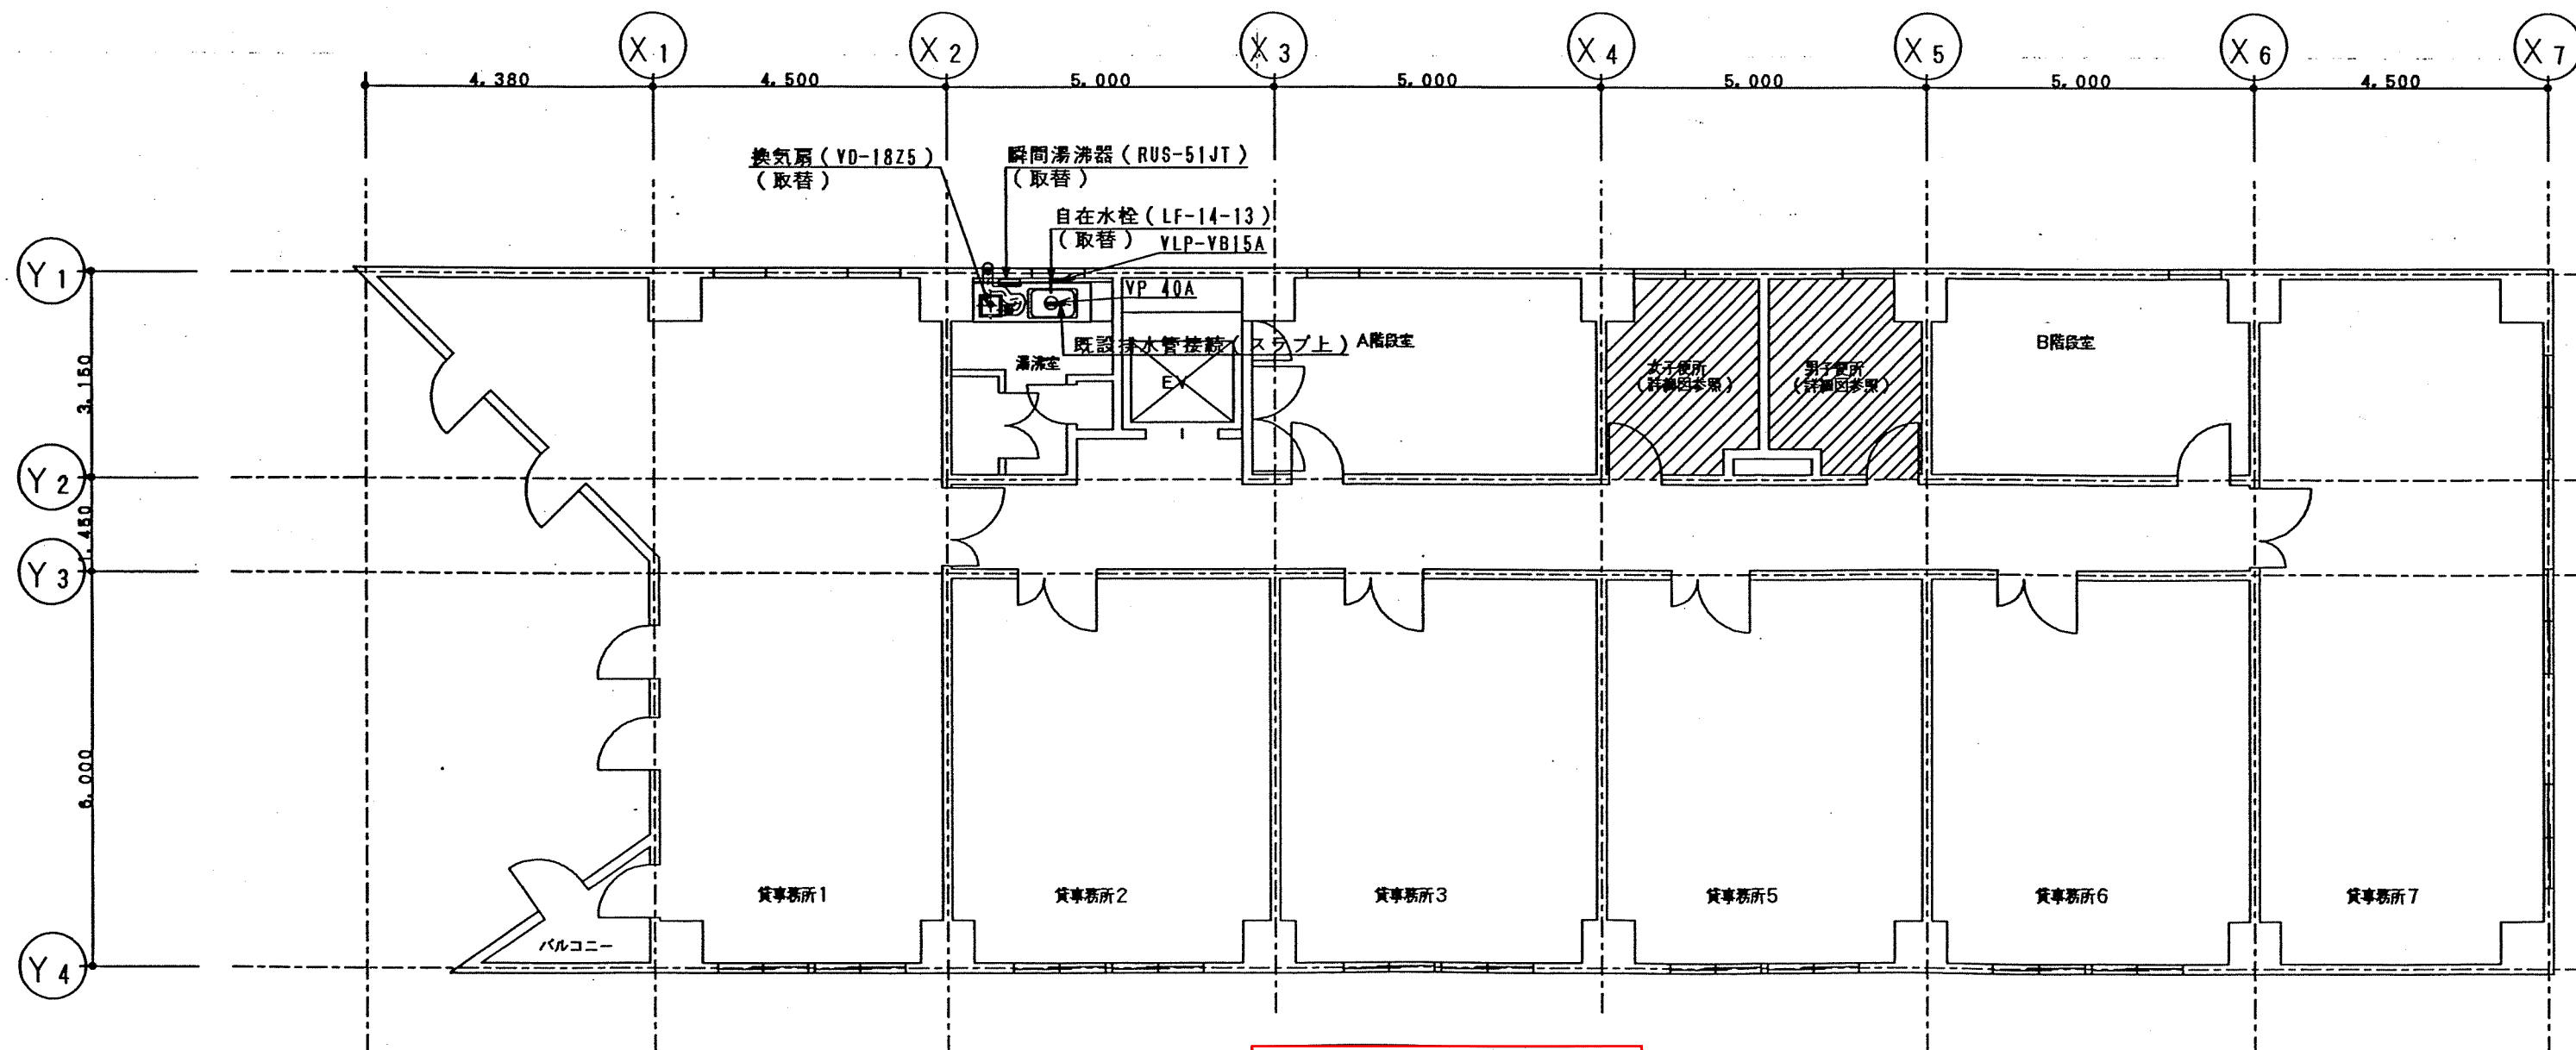 X1 X2 X3 X4 X5 X6 X7
4,380 4,500 5,000 5,000 5,000 5,000 4,500
換気扇(VD-18Z5)
(取替)
瞬間湯沸器(RUS-51JT)
(取替)
自在水栓(LF-14-13)
(取替)
VLP-VB15A
VP 40A
既設排水管接続(スラブ上)
Y1
3,150
Y2
1,450
Y3
6,000
Y4
湯沸室
EV
A階段室
女子便所
(詳細図参照)
男子便所
(詳細図参照)
B階段室
貸事務所1
貸事務所2
貸事務所3
貸事務所5
貸事務所6
貸事務所7
バルコニー